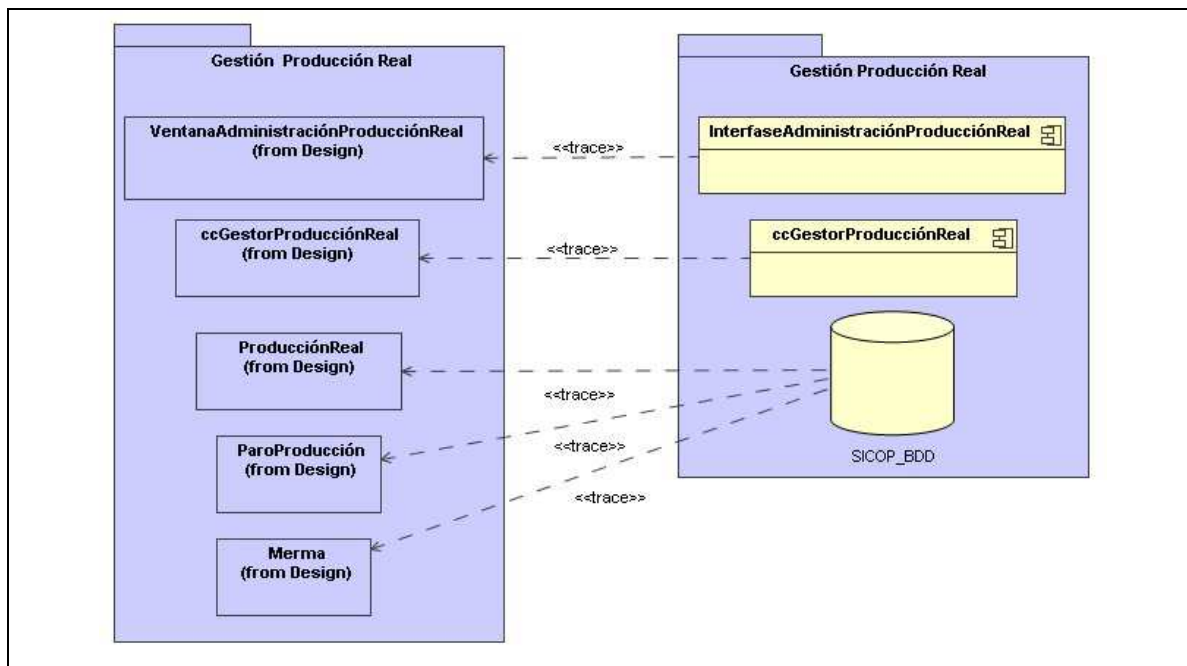 Gestión Producción Real
VentanaAdministraciónProducciónReal
(from Design)
ccGestorProducciónReal
(from Design)
ProducciónReal
(from Design)
ParoProducción
(from Design)
Merma
(from Design)
<<trace>>
<<trace>>
<<trace>>
<<trace>>
<<trace>>
Gestión Producción Real
InterfaseAdministraciónProducciónReal
ccGestorProducciónReal
SICOP_BDD